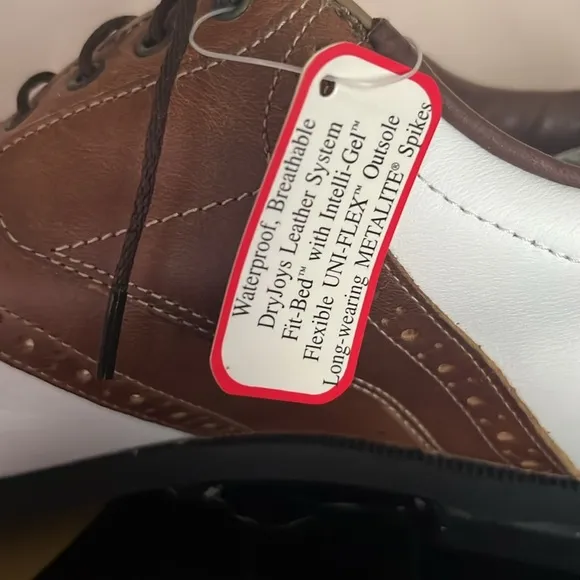 Waterproof, Breathable
DryJoys Leather System
Fit-Bed™ with Intelli-Gel™
Flexible UNI-FLEX™ Outsole
Long-wearing METALITE® Spikes